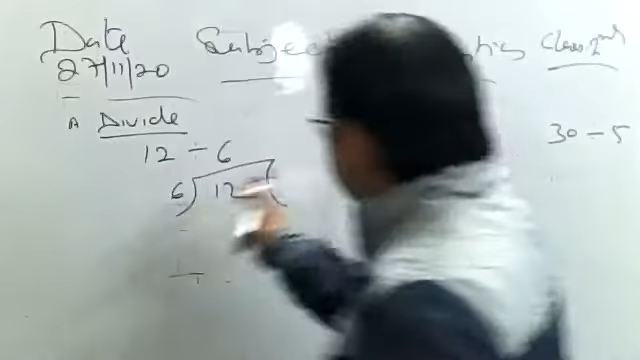 Date Subject Class 2nd
27/11/20
A Divide
12 ÷ 6
30 ÷ 5
6) 12 (